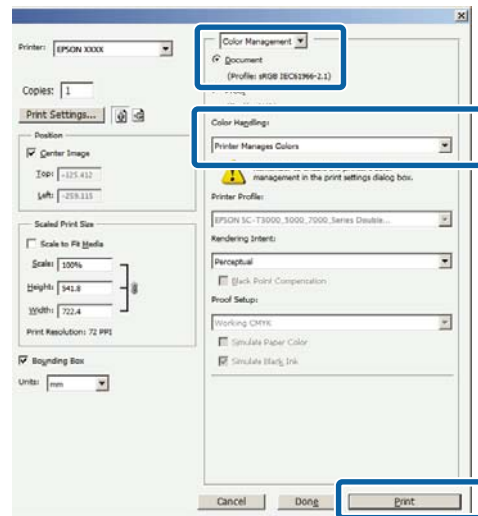 Printer: EPSON XXXX
Copies: 1
Print Settings...
Position
Center Image
Top: -125.412
Left: -259.115
Scaled Print Size
Scale to Fit Media
Scale: 100%
Height: 541.8
Width: 722.4
Print Resolution: 72 PPI
Bounding Box
Units: mm
Color Management
Document
(Profile: sRGB IEC61966-2.1)
Color Handling:
Printer Manages Colors
management in the print settings dialog box.
Printer Profile:
EPSON SC-T3000_5000_7000_Series Double...
Rendering Intent:
Perceptual
Black Point Compensation
Proof Setup:
Working CMYK
Simulate Paper Color
Simulate Black Ink
Cancel
Done
Print